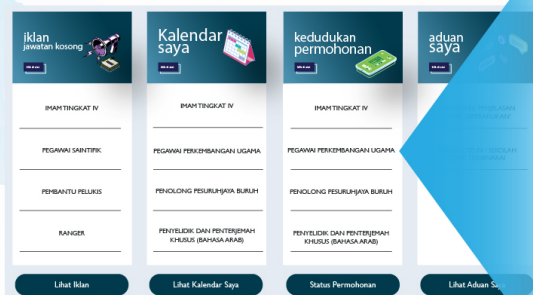 iklan
jawatan kosong
IMAM TINGKAT IV
PEGAWAI SAINTIFIK
PEMBANTU PELUKIS
RANGER
Lihat Iklan
Kalendar
saya
IMAM TINGKAT IV
PEGAWAI PERKEMBANGAN UGAMA
PENOLONG PESURUHJAYA BURUH
PENYELIDIK DAN PENTERJEMAH
KHUSUS (BAHASA ARAB)
Lihat Kalendar Saya
kedudukan
permohonan
IMAM TINGKAT IV
PEGAWAI PERKEMBANGAN UGAMA
PENOLONG PESURUHJAYA BURUH
PENYELIDIK DAN PENTERJEMAH
KHUSUS (BAHASA ARAB)
Status Permohonan
aduan
saya
Lihat Aduan Saya